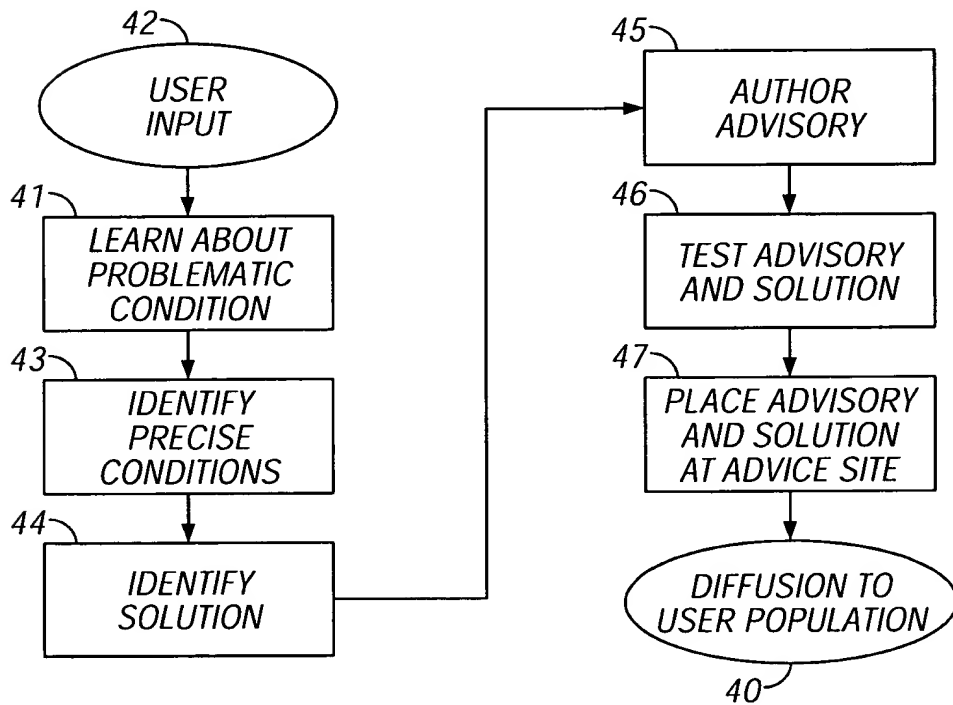 42
USER
INPUT
41
LEARN ABOUT
PROBLEMATIC
CONDITION
43
IDENTIFY
PRECISE
CONDITIONS
44
IDENTIFY
SOLUTION
45
AUTHOR
ADVISORY
46
TEST ADVISORY
AND SOLUTION
47
PLACE ADVISORY
AND SOLUTION
AT ADVICE SITE
DIFFUSION TO
USER POPULATION
40